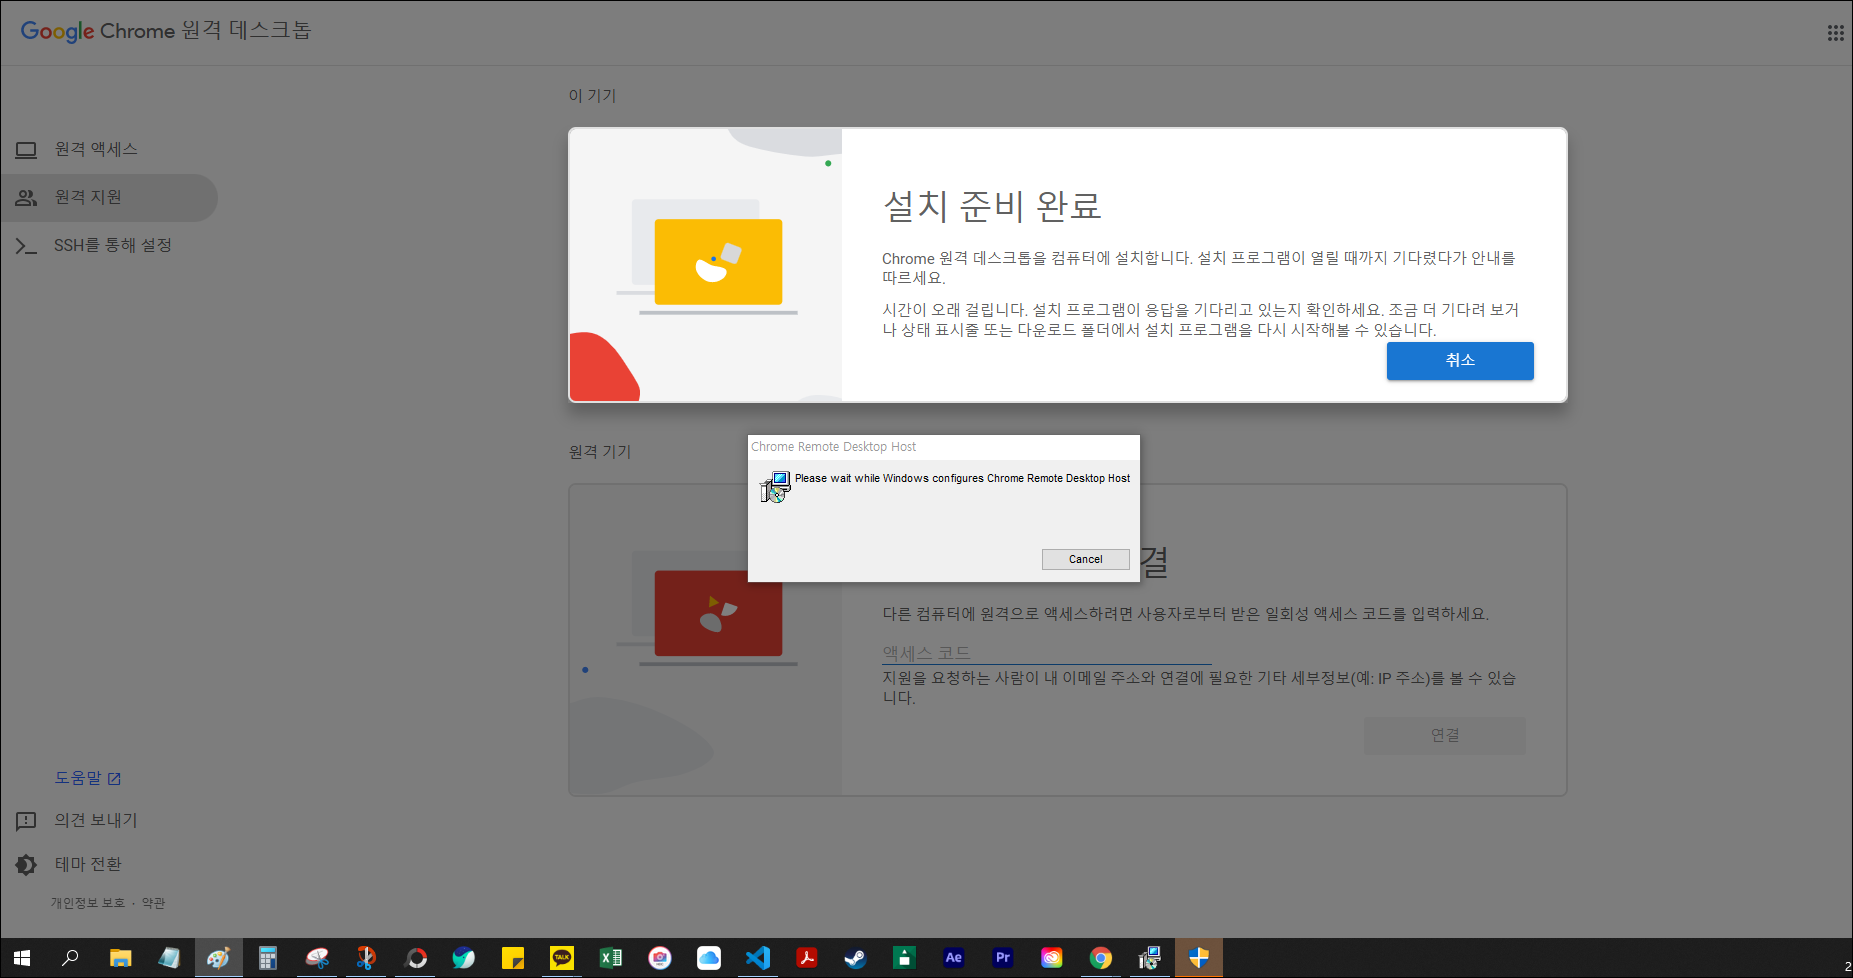 Google Chrome 원격 데스크톱
이 기기
원격 액세스
원격 지원
SSH를 통해 설정
설치 준비 완료
Chrome 원격 데스크톱을 컴퓨터에 설치합니다. 설치 프로그램이 열릴 때까지 기다렸다가 안내를
따르세요.
시간이 오래 걸립니다. 설치 프로그램이 응답을 기다리고 있는지 확인하세요. 조금 더 기다려 보거
나 상태 표시줄 또는 다운로드 폴더에서 설치 프로그램을 다시 시작해볼 수 있습니다.
취소
원격 기기
Chrome Remote Desktop Host
Please wait while Windows configures Chrome Remote Desktop Host
Cancel
결
다른 컴퓨터에 원격으로 액세스하려면 사용자로부터 받은 일회성 액세스 코드를 입력하세요.
액세스 코드
지원을 요청하는 사람이 내 이메일 주소와 연결에 필요한 기타 세부정보(예: IP 주소)를 볼 수 있습
니다.
연결
도움말
의견 보내기
테마 전환
개인정보 보호 · 약관
TALK
Ae
Pr
2